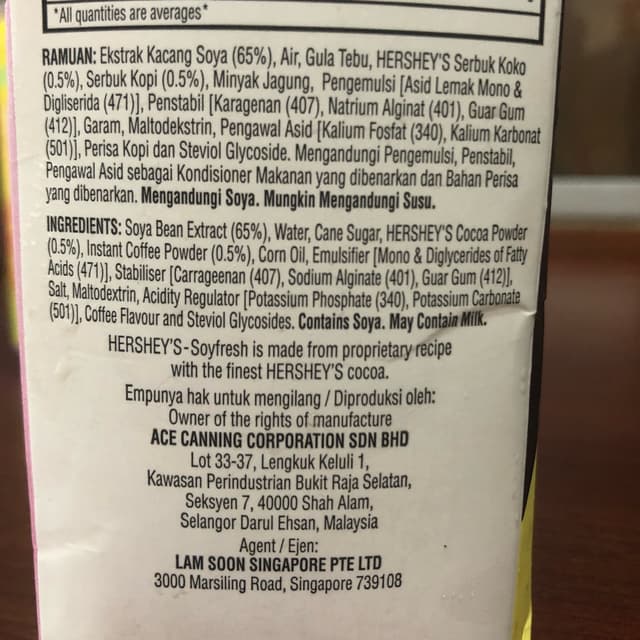 *All quantities are averages*
RAMUAN: Ekstrak Kacang Soya (65%), Air, Gula Tebu, HERSHEY'S Serbuk Koko
(0.5%), Serbuk Kopi (0.5%), Minyak Jagung, Pengemulsi [Asid Lemak Mono &
Digliserida (471)], Penstabil [Karagenan (407), Natrium Alginat (401), Guar Gum
(412)], Garam, Maltodekstrin, Pengawal Asid [Kalium Fosfat (340), Kalium Karbonat
(501)], Perisa Kopi dan Steviol Glycoside. Mengandungi Pengemulsi, Penstabil,
Pengawal Asid sebagai Kondisioner Makanan yang dibenarkan dan Bahan Perisa
yang dibenarkan. Mengandungi Soya. Mungkin Mengandungi Susu.
INGREDIENTS: Soya Bean Extract (65%), Water, Cane Sugar, HERSHEY'S Cocoa Powder
(0.5%), Instant Coffee Powder (0.5%), Corn Oil, Emulsifier [Mono & Diglycerides of Fatty
Acids (471)], Stabiliser [Carrageenan (407), Sodium Alginate (401), Guar Gum (412)],
Salt, Maltodextrin, Acidity Regulator [Potassium Phosphate (340), Potassium Carbonate
(501)], Coffee Flavour and Steviol Glycosides. Contains Soya. May Contain Milk.
HERSHEY'S-Soyfresh is made from proprietary recipe
with the finest HERSHEY'S cocoa.
Empunya hak untuk mengilang / Diproduksi oleh:
Owner of the rights of manufacture
ACE CANNING CORPORATION SDN BHD
Lot 33-37, Lengkuk Keluli 1,
Kawasan Perindustrian Bukit Raja Selatan,
Seksyen 7, 40000 Shah Alam,
Selangor Darul Ehsan, Malaysia
Agent / Ejen:
LAM SOON SINGAPORE PTE LTD
3000 Marsiling Road, Singapore 739108